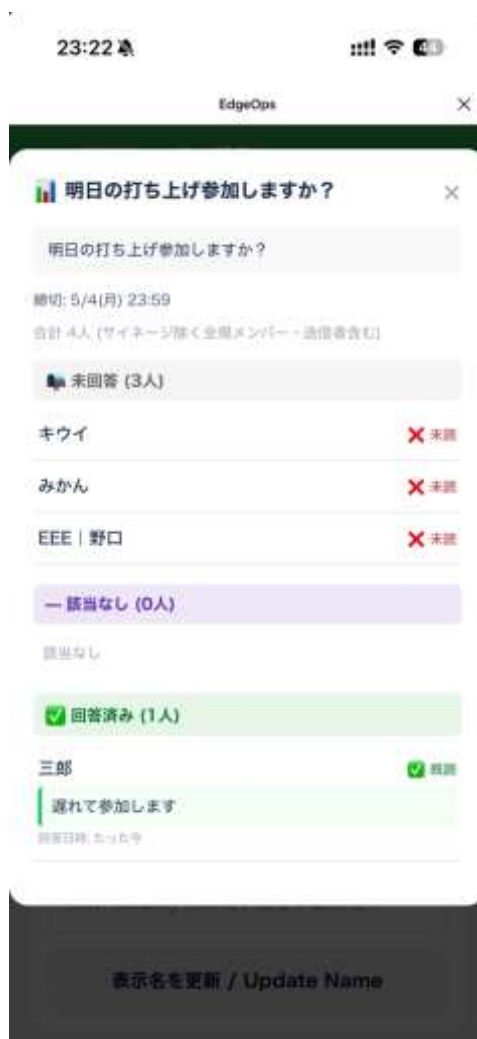 23:22
EdgeOps
明日の打ち上げ参加しますか？
明日の打ち上げ参加しますか？
締切: 5/4(月) 23:59
合計 4人 (サイネージ除く全員メンバー・送信者含む)
未回答 (3人)
キウイ
未読
みかん
未読
EEE｜野口
未読
— 該当なし (0人)
該当なし
回答済み (1人)
三郎
既読
遅れて参加します
回答日時: たった今
表示名を更新 / Update Name